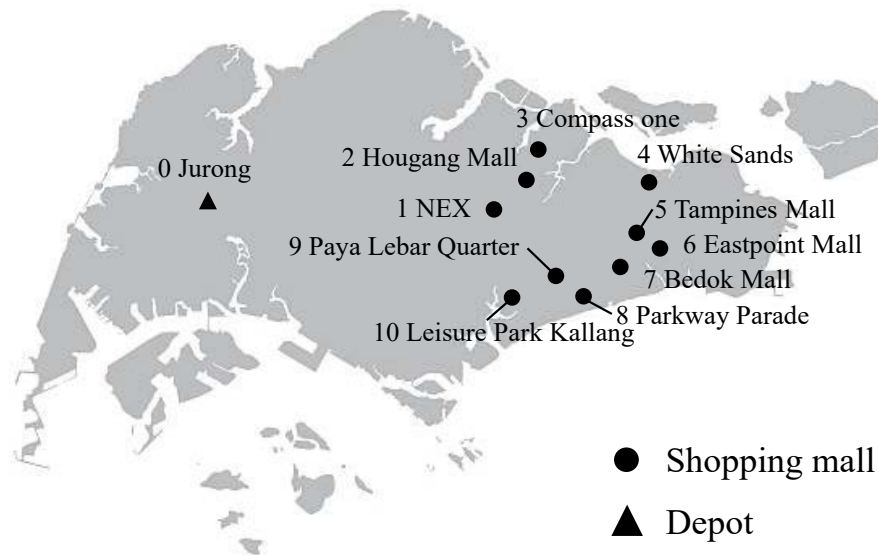 3 Compass one
2 Hougang Mall
4 White Sands
0 Jurong
1 NEX
5 Tampines Mall
9 Paya Lebar Quarter
6 Eastpoint Mall
7 Bedok Mall
8 Parkway Parade
10 Leisure Park Kallang
Shopping mall
Depot